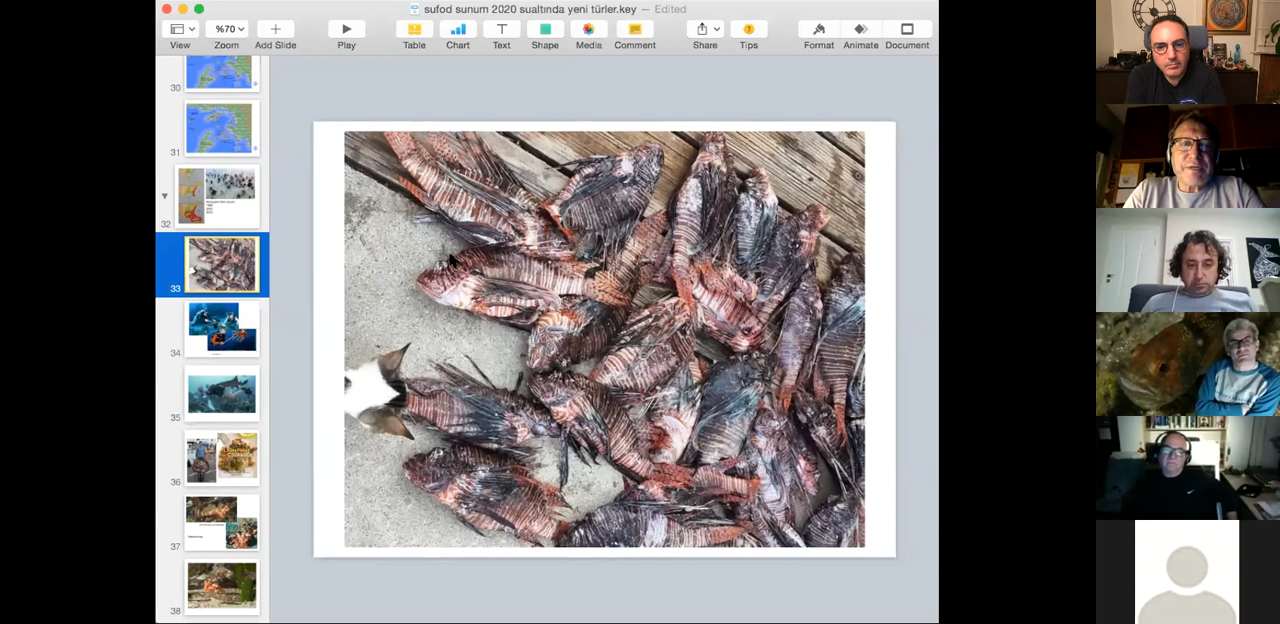 sufod sunum 2020 sualtında yeni türler.key — Edited
%70
View
Zoom
Add Slide
Play
Table
Chart
Text
Shape
Media
Comment
Share
Tips
Format
Animate
Document
30
31
32
33
34
35
36
37
38